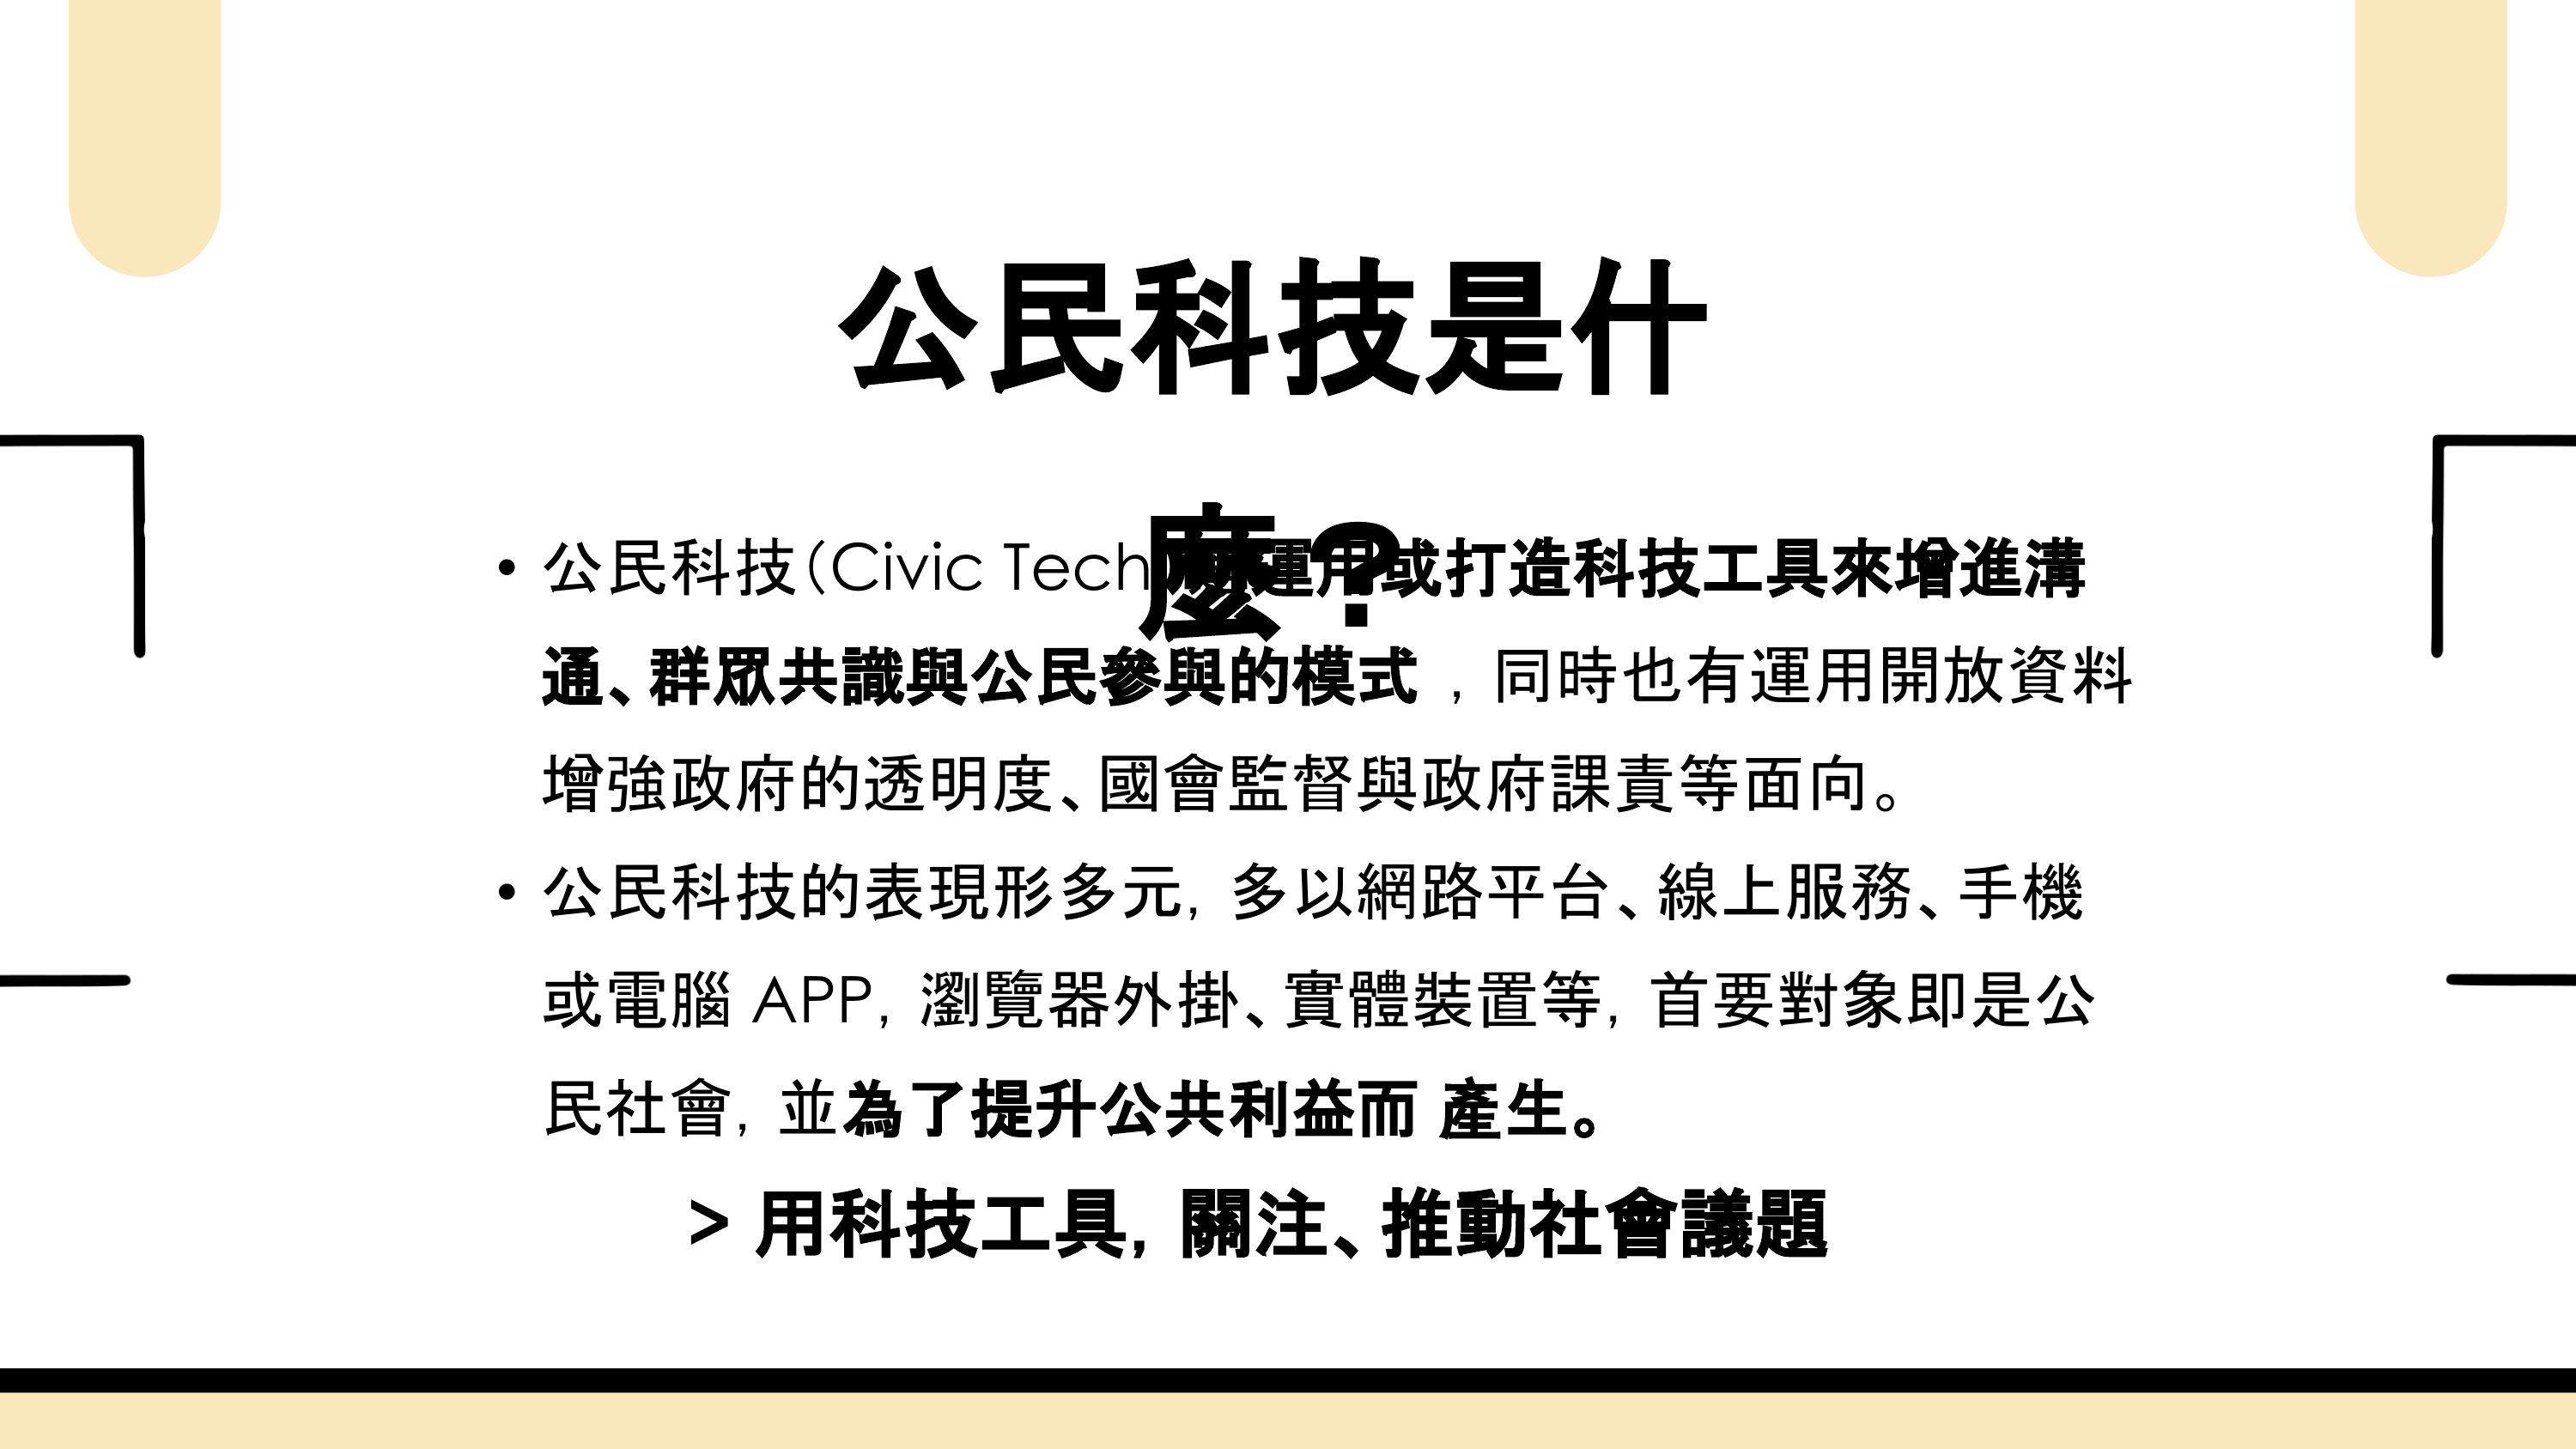 公民科技是什
麼？
• 公民科技(Civic Tech 運用或打造科技工具來增進溝
通、群眾共識與公民參與的模式，同時也有運用開放資料
增強政府的透明度、國會監督與政府課責等面向。
• 公民科技的表現形多元，多以網路平台、線上服務、手機
或電腦 APP，瀏覽器外掛、實體裝置等，首要對象即是公
民社會，並為了提升公共利益而 產生。
> 用科技工具，關注、推動社會議題